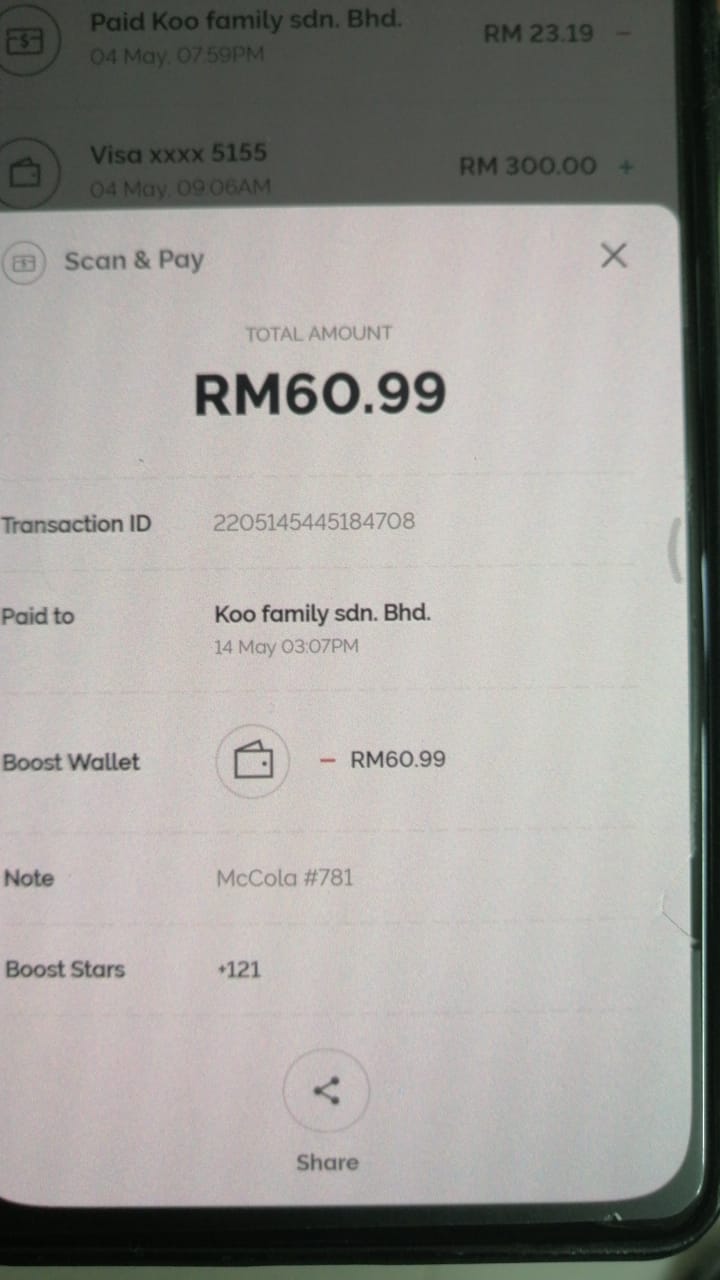 Paid Koo family sdn. Bhd.
RM 23.19 −
04 May, 07:59PM
Visa xxxx 5155
RM 300.00 +
04 May, 09:06AM
Scan & Pay
TOTAL AMOUNT
RM60.99
Transaction ID 2205145445184708
Paid to Koo family sdn. Bhd.
14 May 03:07PM
Boost Wallet − RM60.99
Note McCola #781
Boost Stars +121
Share